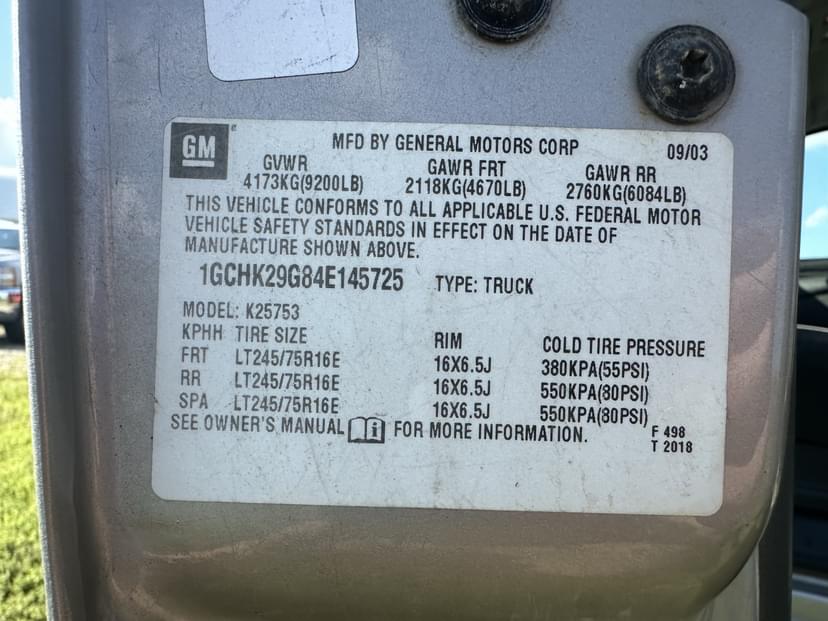 GM
MFD BY GENERAL MOTORS CORP 09/03
GVWR GAWR FRT GAWR RR
4173KG(9200LB) 2118KG(4670LB) 2760KG(6084LB)
THIS VEHICLE CONFORMS TO ALL APPLICABLE U.S. FEDERAL MOTOR
VEHICLE SAFETY STANDARDS IN EFFECT ON THE DATE OF
MANUFACTURE SHOWN ABOVE.
1GCHK29G84E145725 TYPE: TRUCK
MODEL: K25753
KPHH TIRE SIZE RIM COLD TIRE PRESSURE
FRT LT245/75R16E 16X6.5J 380KPA(55PSI)
RR LT245/75R16E 16X6.5J 550KPA(80PSI)
SPA LT245/75R16E 16X6.5J 550KPA(80PSI)
SEE OWNER'S MANUAL FOR MORE INFORMATION.
F 498
T 2018